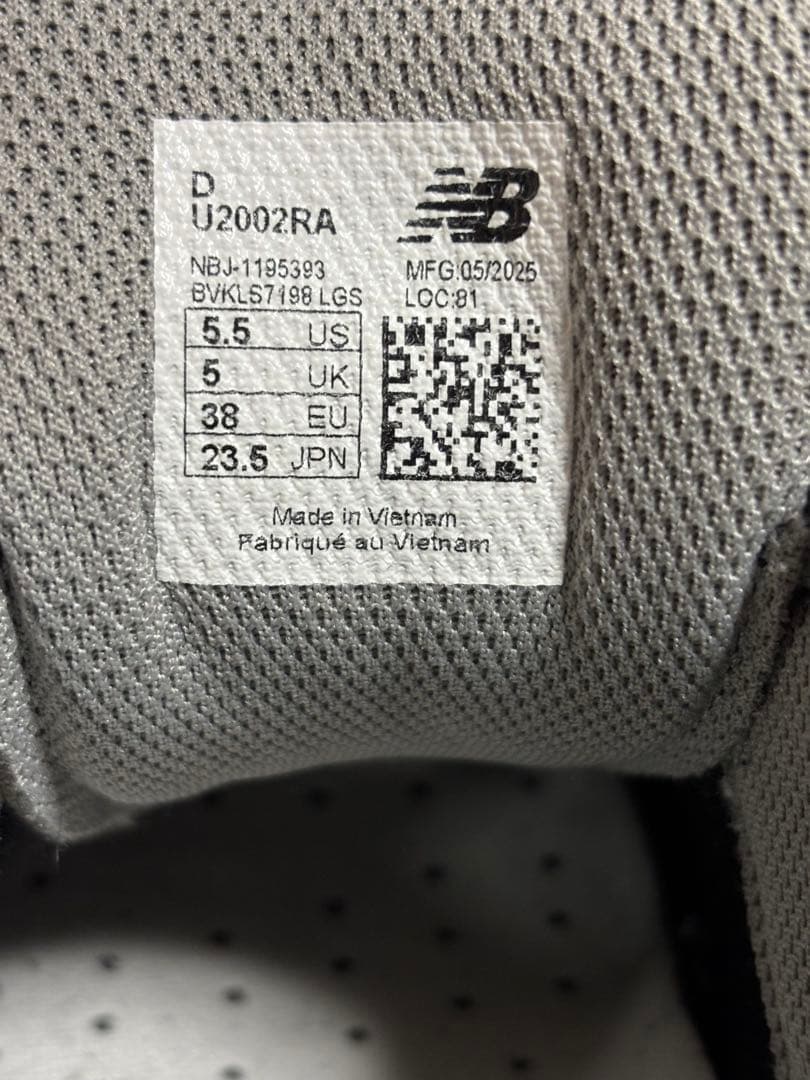 D
U2002RA
NB
NBJ-1195393
MFG:05/2025
BVKLS7198 LGS
LOC:81
5.5 US
5 UK
38 EU
23.5 JPN
Made in Vietnam
Fabriqué au Vietnam